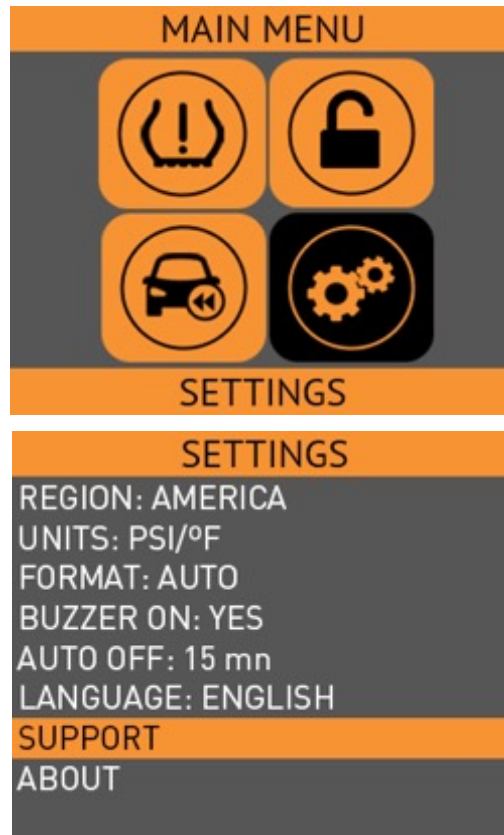 MAIN MENU
SETTINGS
SETTINGS
REGION: AMERICA
UNITS: PSI/ºF
FORMAT: AUTO
BUZZER ON: YES
AUTO OFF: 15 mn
LANGUAGE: ENGLISH
SUPPORT
ABOUT